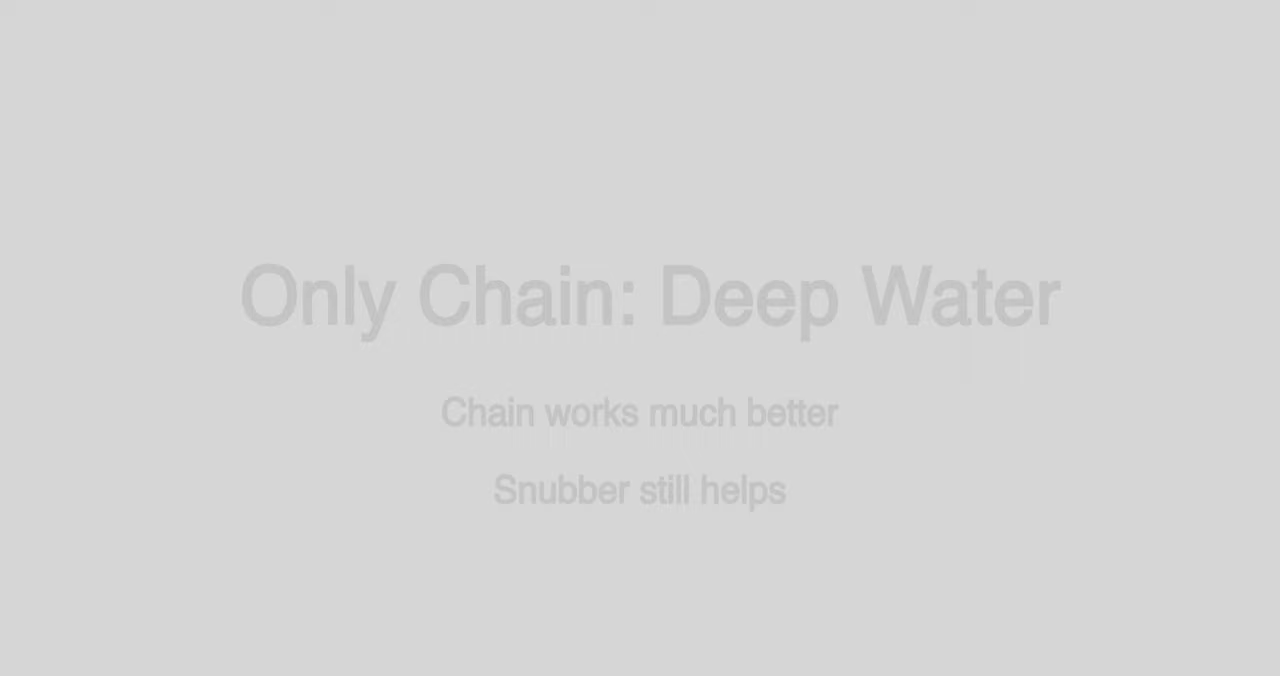 Only Chain: Deep Water
Chain works much better
Snubber still helps